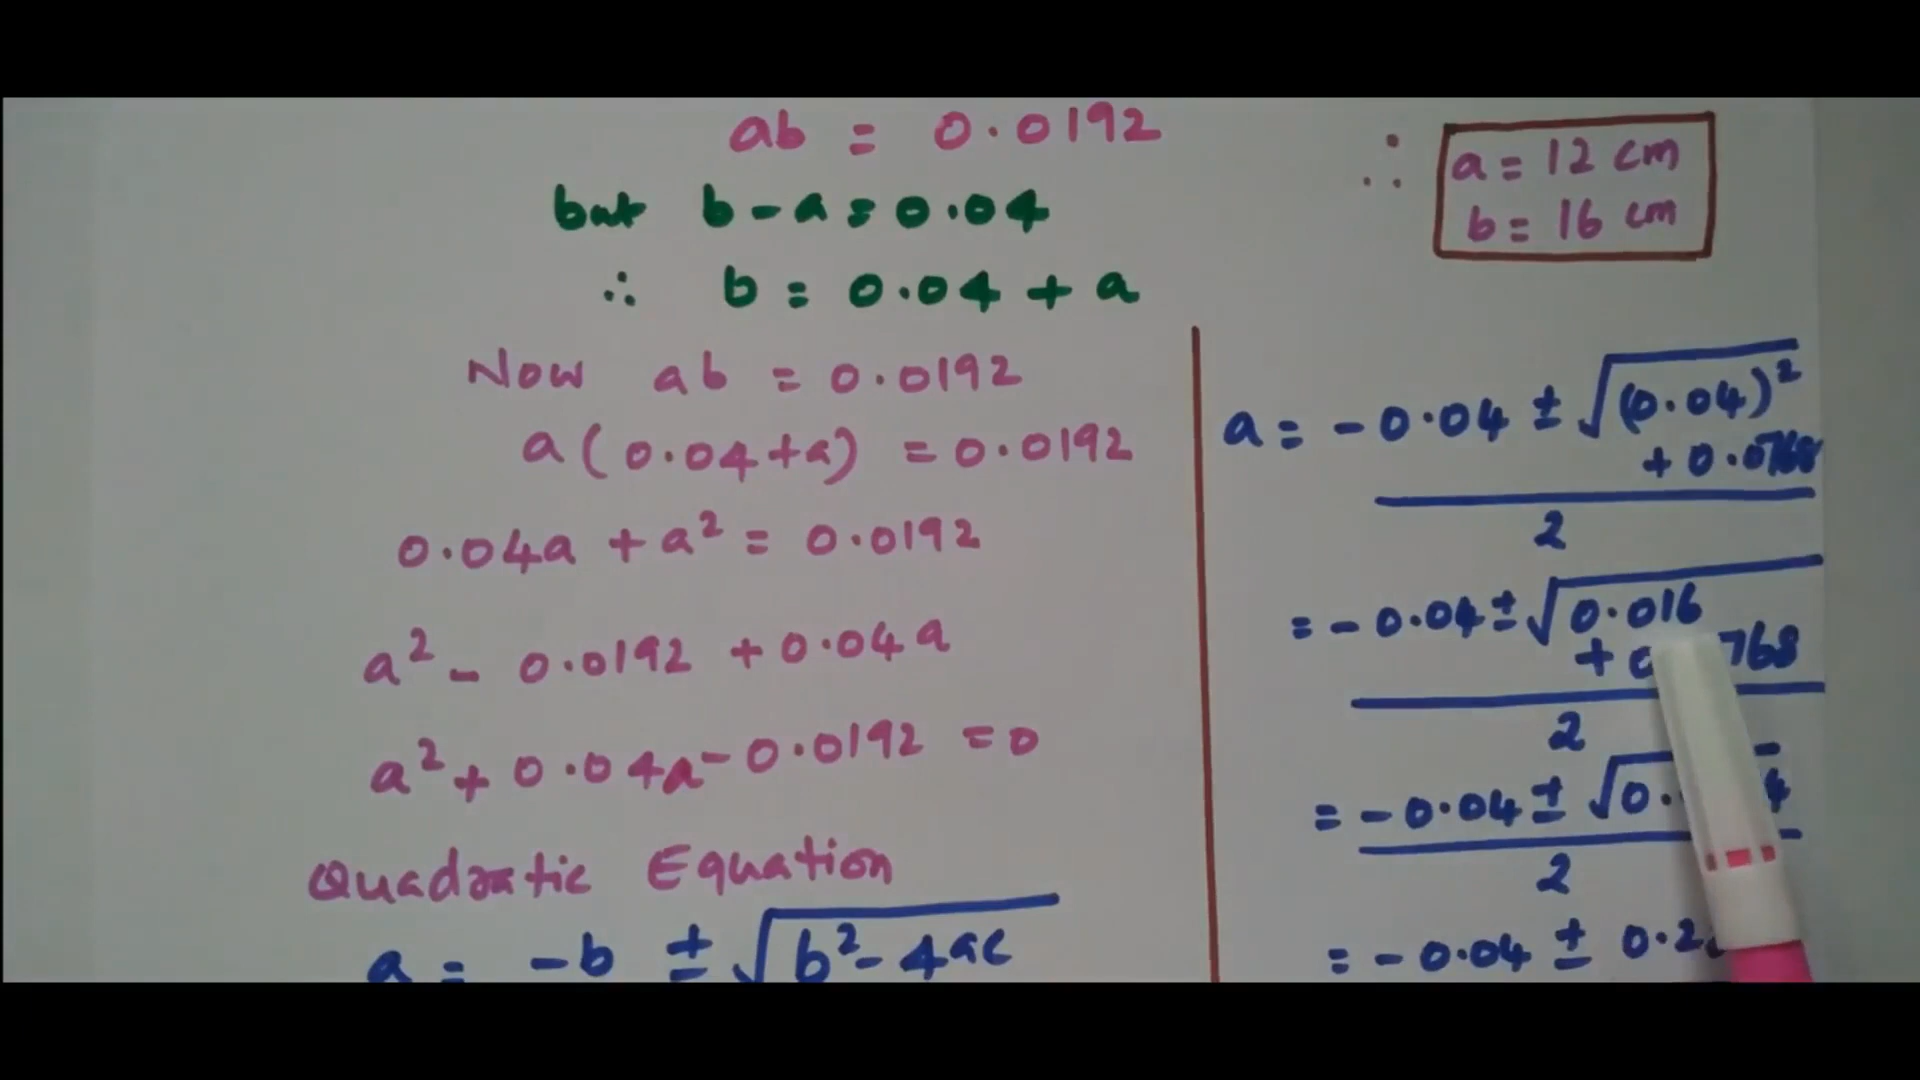 ab = 0.0192
but b - a = 0.04
∴ b = 0.04 + a
Now ab = 0.0192
a (0.04+a) = 0.0192
0.04a + a² = 0.0192
a² - 0.0192 + 0.04a
a² + 0.04a - 0.0192 = 0
Quadratic Equation
a = -b ± √b² - 4ac
∴ a = 12 cm
b = 16 cm
a = -0.04 ± √(0.04)²
+ 0.0768
2
= -0.04 ± √0.016
+ 768
2
= -0.04 ± √0.
2
= -0.04 ± 0.2